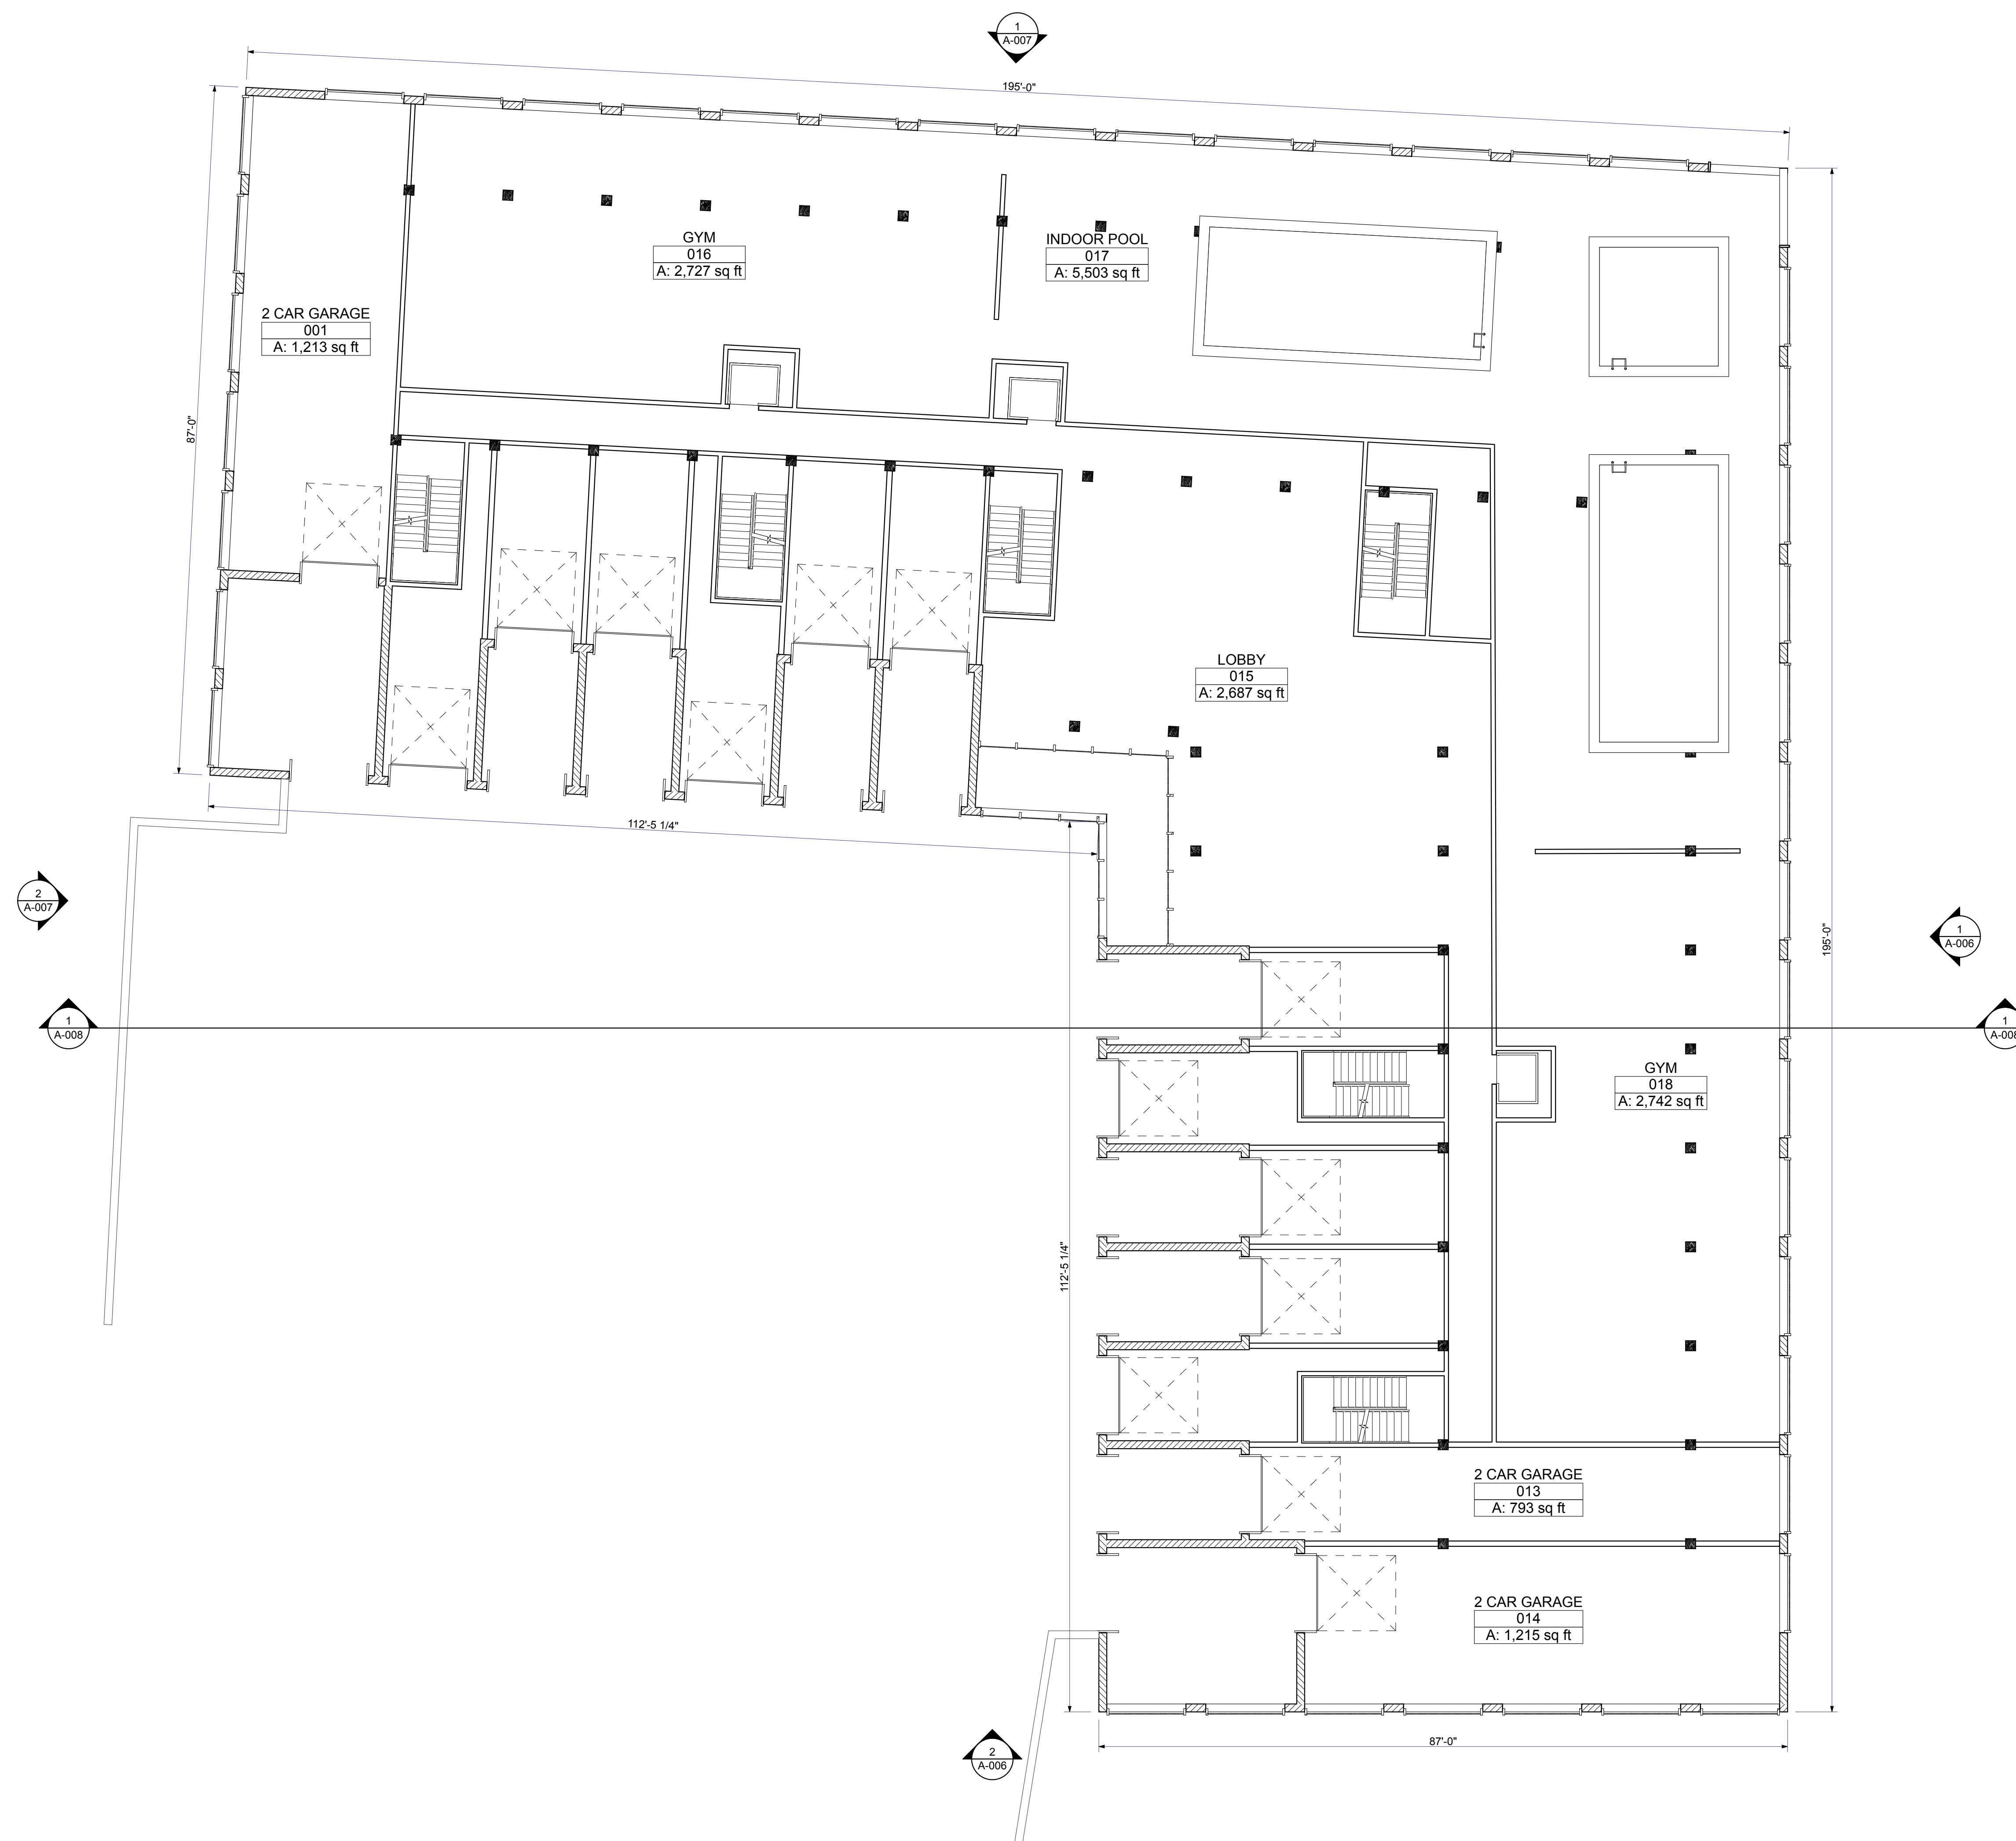 1
A-007
195'-0"
GYM
016
A: 2,727 sq ft
INDOOR POOL
017
A: 5,503 sq ft
2 CAR GARAGE
001
A: 1,213 sq ft
87'-0"
LOBBY
015
A: 2,687 sq ft
112'-5 1/4"
2
A-007
1
A-006
195'-0"
1
A-008
1
A-008
GYM
018
A: 2,742 sq ft
112'-5 1/4"
2 CAR GARAGE
013
A: 793 sq ft
2 CAR GARAGE
014
A: 1,215 sq ft
87'-0"
2
A-006